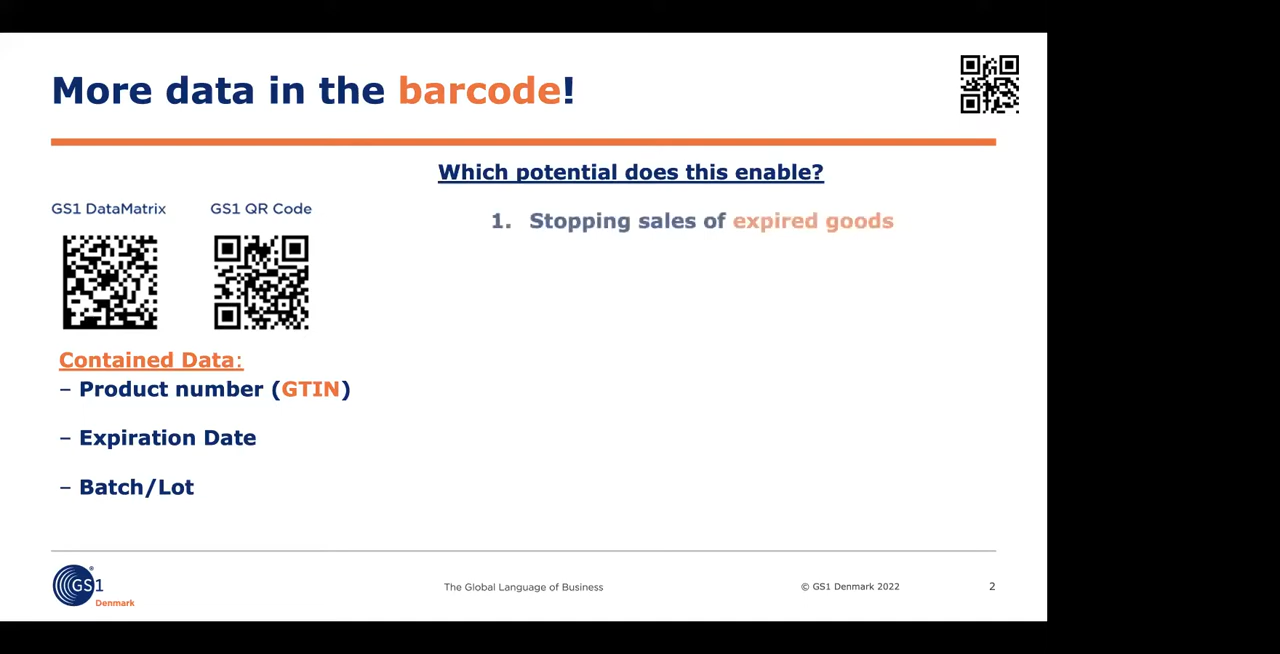 More data in the barcode!
Which potential does this enable?
GS1 DataMatrix GS1 QR Code
1. Stopping sales of expired goods
Contained Data:
– Product number (GTIN)
– Expiration Date
– Batch/Lot
GS1®
Denmark
The Global Language of Business
© GS1 Denmark 2022
2